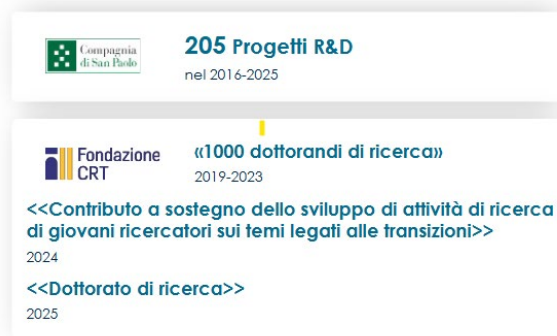 Compagnia
di San Paolo
205 Progetti R&D
nel 2016-2025
Fondazione
CRT
«1000 dottorandi di ricerca»
2019-2023
<<Contributo a sostegno dello sviluppo di attività di ricerca
di giovani ricercatori sui temi legati alle transizioni>>
2024
<<Dottorato di ricerca>>
2025